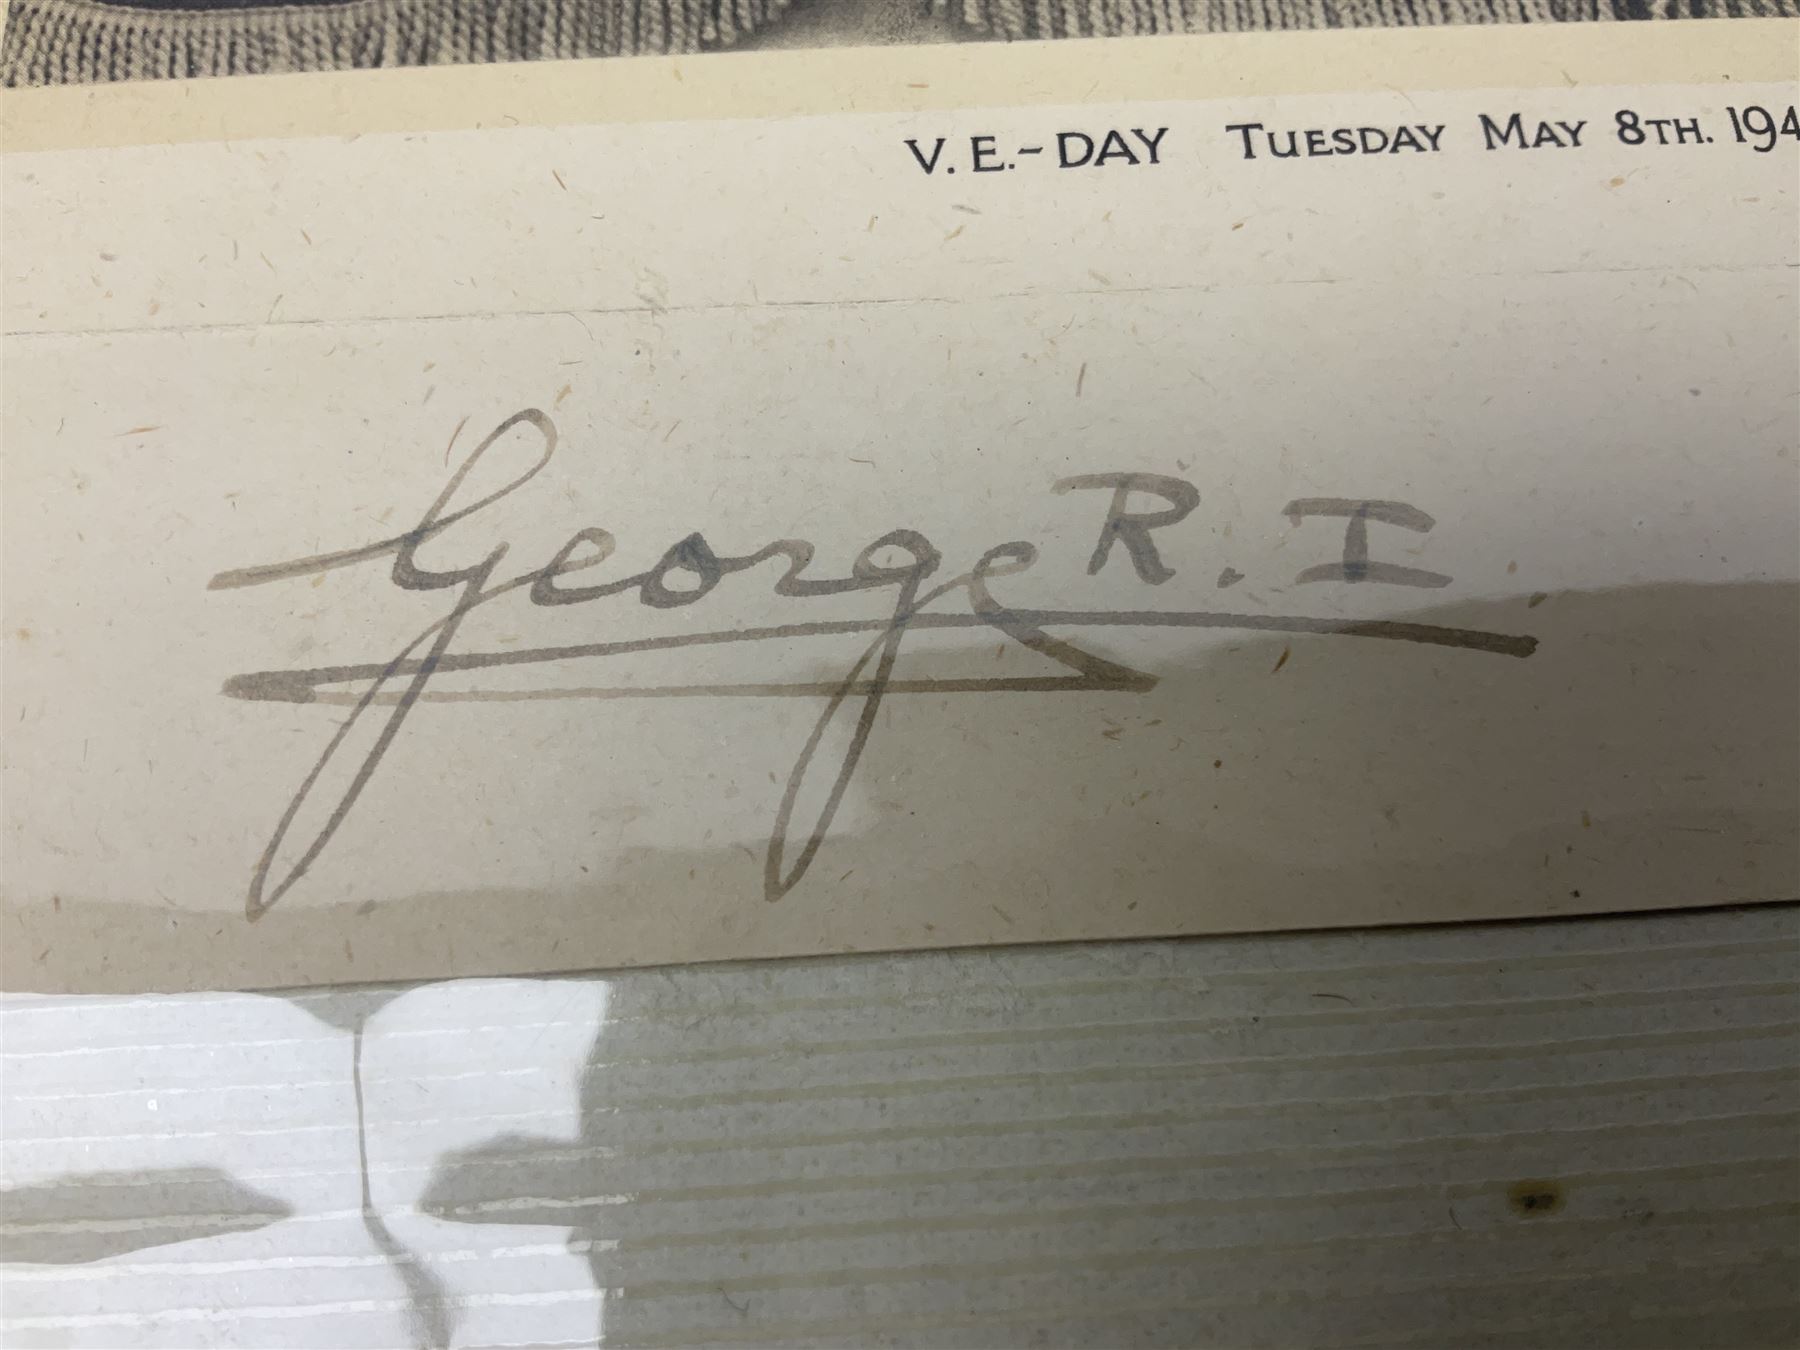 V. E.-DAY TUESDAY MAY 8TH. 194
George R. I.